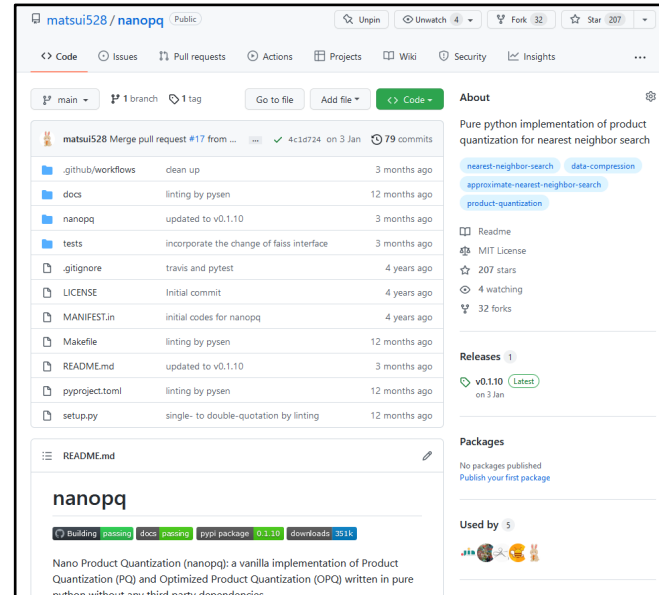 matsui528 / nanopq Public
Unpin Unwatch 4 Fork 32 Star 207
Code Issues Pull requests Actions Projects Wiki Security Insights ...
main 1 branch 1 tag Go to file Add file Code
matsui528 Merge pull request #17 from ... ... 4c1d724 on 3 Jan 79 commits
.github/workflows clean up 3 months ago
docs linting by pysen 12 months ago
nanopq updated to v0.1.10 3 months ago
tests incorporate the change of faiss interface 3 months ago
.gitignore travis and pytest 4 years ago
LICENSE Initial commit 4 years ago
MANIFEST.in initial codes for nanopq 4 years ago
Makefile linting by pysen 12 months ago
README.md updated to v0.1.10 3 months ago
pyproject.toml linting by pysen 12 months ago
setup.py single- to double-quotation by linting 12 months ago
README.md
nanopq
Building passing docs passing pypi package 0.1.10 downloads 351k
Nano Product Quantization (nanopq): a vanilla implementation of Product
Quantization (PQ) and Optimized Product Quantization (OPQ) written in pure
python without any third party dependencies
About
Pure python implementation of product
quantization for nearest neighbor search
nearest-neighbor-search data-compression
approximate-nearest-neighbor-search
product-quantization
Readme
MIT License
207 stars
4 watching
32 forks
Releases 1
v0.1.10 Latest
on 3 Jan
Packages
No packages published
Publish your first package
Used by 5